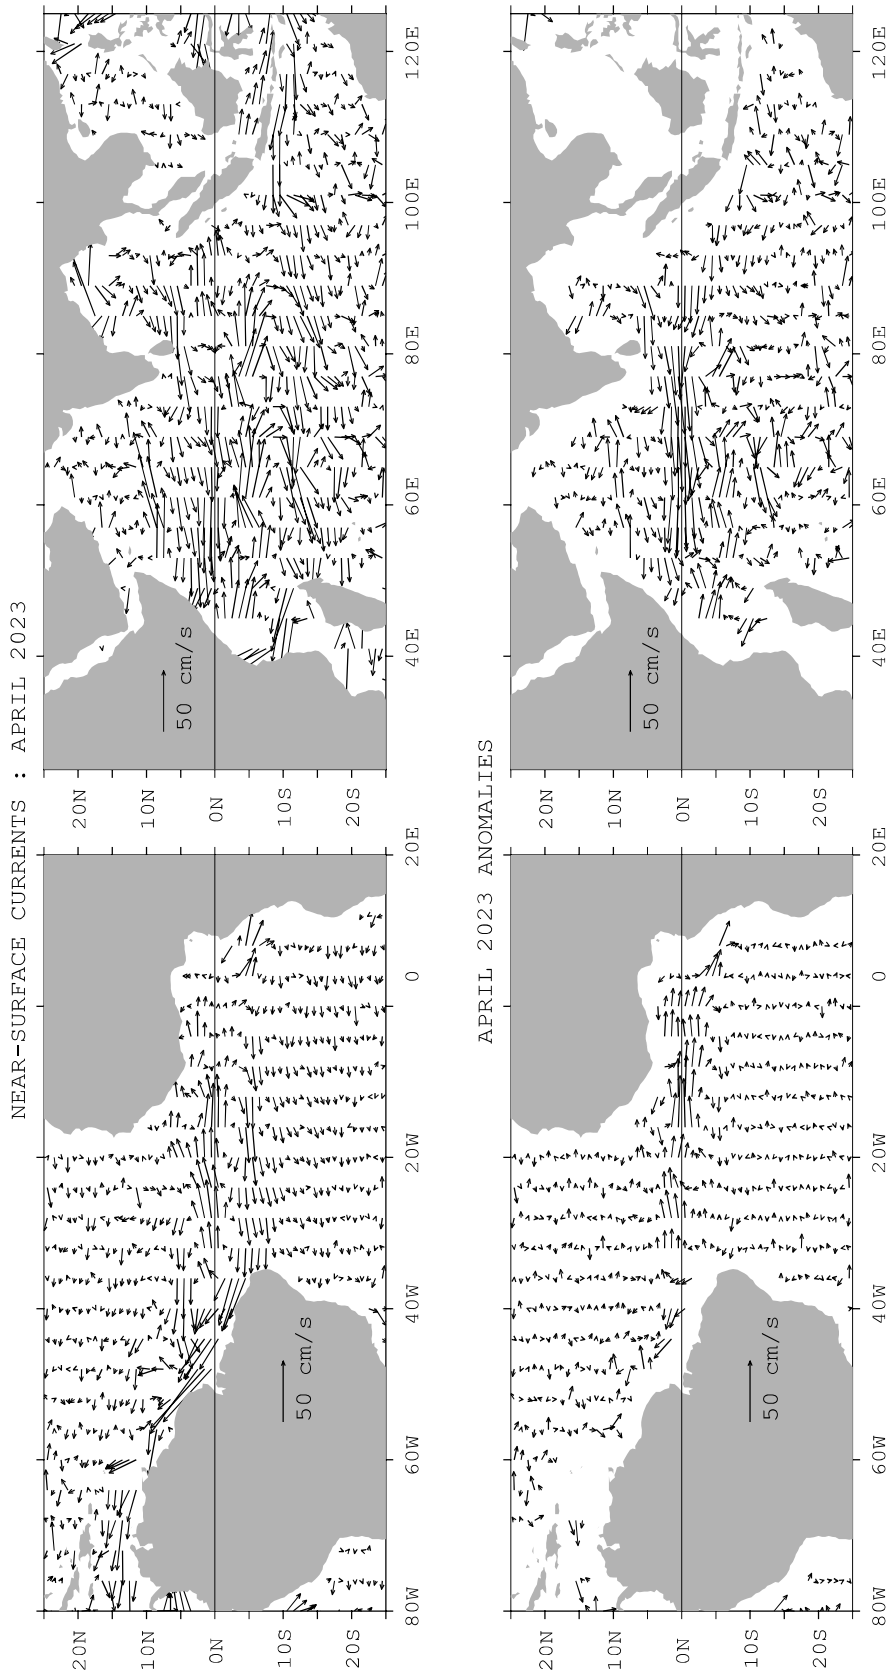 NEAR-SURFACE CURRENTS : APRIL 2023
20N
10N
0N
10S
20S
80W
60W
40W
20W
0
20E
50 cm/s
20N
10N
0N
10S
20S
40E
60E
80E
100E
120E
50 cm/s
APRIL 2023 ANOMALIES
20N
10N
0N
10S
20S
80W
60W
40W
20W
0
20E
50 cm/s
20N
10N
0N
10S
20S
40E
60E
80E
100E
120E
50 cm/s